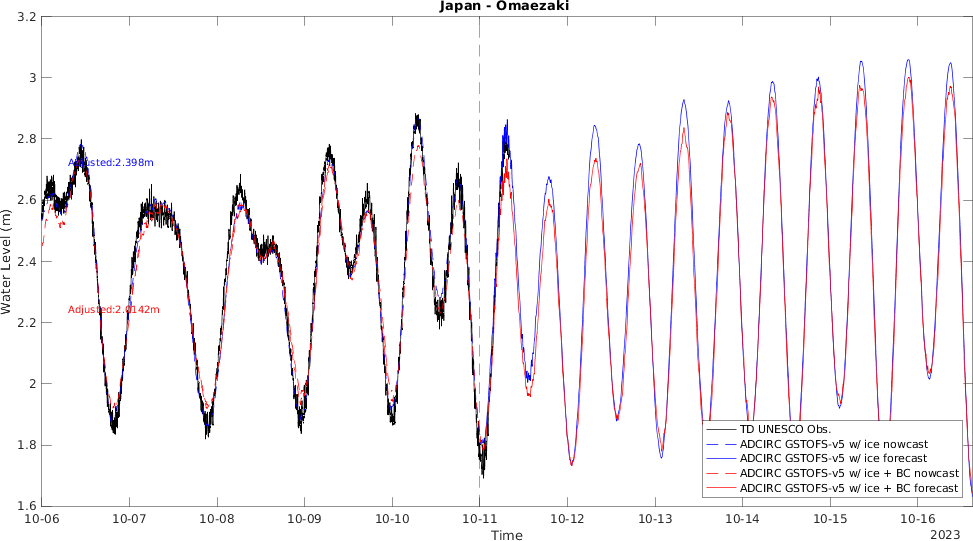 Japan - Omaezaki
3.2
3
2.8
2.6
2.4
2.2
2
1.8
1.6
Water Level (m)
Adjusted:2.398m
Adjusted:2.0142m
TD UNESCO Obs.
ADCIRC GSTOFS-v5 w/ ice nowcast
ADCIRC GSTOFS-v5 w/ ice forecast
ADCIRC GSTOFS-v5 w/ ice + BC nowcast
ADCIRC GSTOFS-v5 w/ ice + BC forecast
10-06 10-07 10-08 10-09 10-10 10-11 10-12 10-13 10-14 10-15 10-16
Time
2023